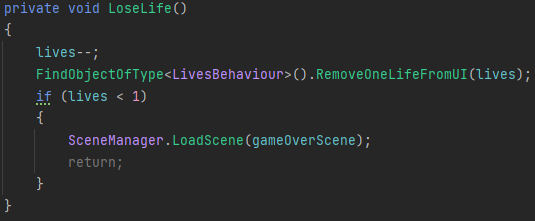 private void LoseLife()
{
    lives--;
    FindObjectOfType<LivesBehaviour>().RemoveOneLifeFromUI(lives);
    if (lives < 1)
    {
        SceneManager.LoadScene(gameOverScene);
        return;
    }
}